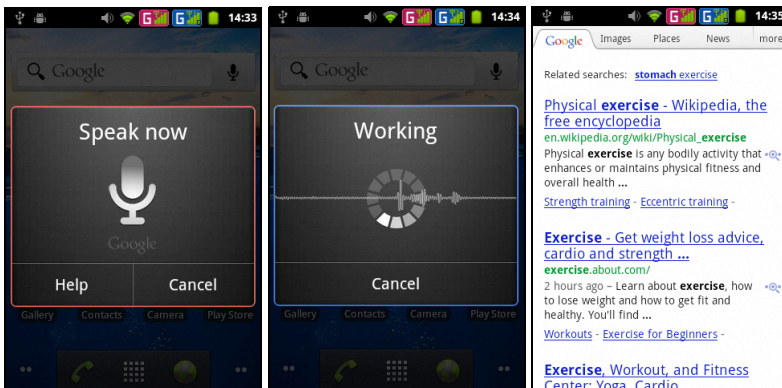 14:33
Google
Speak now
Google
Help
Cancel
Gallery
Contacts
Camera
Play Store
14:34
Google
Working
Cancel
Gallery
Contacts
Camera
Play Store
14:35
Google
Images
Places
News
more
Related searches: stomach exercise
Physical exercise - Wikipedia, the
free encyclopedia
en.wikipedia.org/wiki/Physical_exercise
Physical exercise is any bodily activity that
enhances or maintains physical fitness and
overall health ...
Strength training - Eccentric training -
Exercise - Get weight loss advice,
cardio and strength ...
exercise.about.com/
2 hours ago – Learn about exercise, how
to lose weight and how to get fit and
healthy. You'll find ...
Workouts - Exercise for Beginners -
Exercise, Workout, and Fitness
Center: Yoga, Cardio